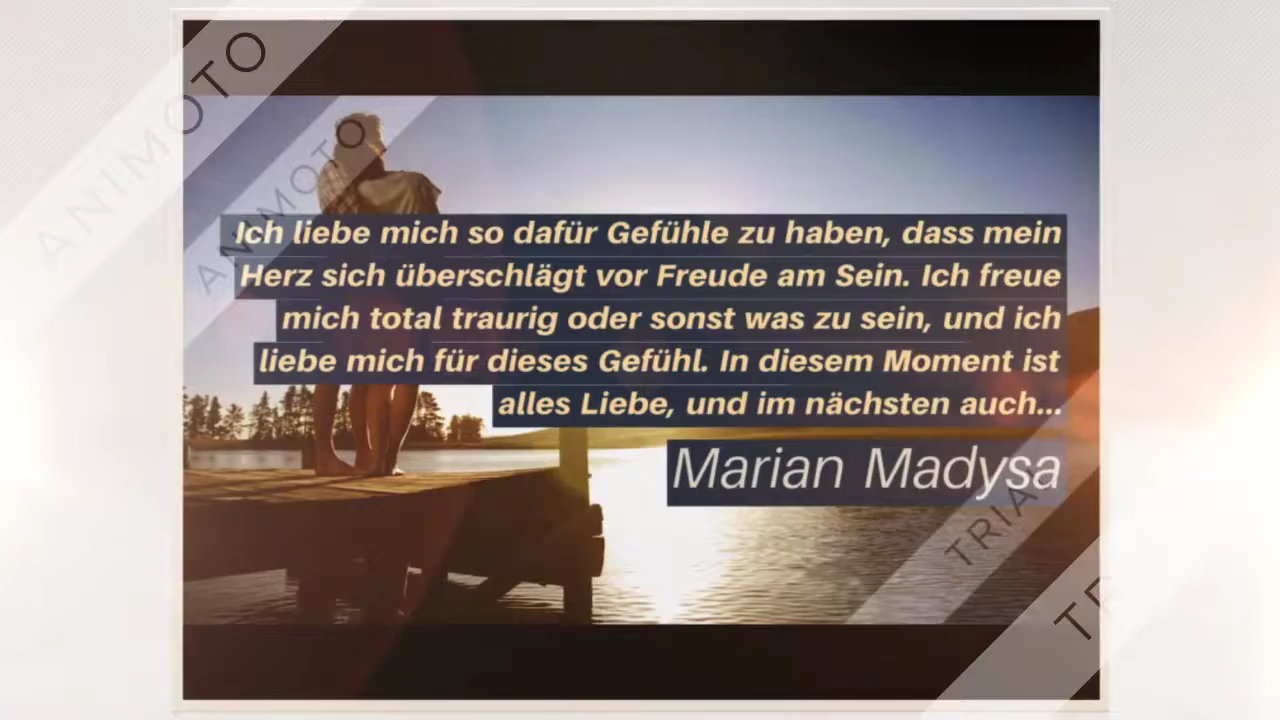 ANIMOTO
ANIMOTO
Ich liebe mich so dafür Gefühle zu haben, dass mein
Herz sich überschlägt vor Freude am Sein. Ich freue
mich total traurig oder sonst was zu sein, und ich
liebe mich für dieses Gefühl. In diesem Moment ist
alles Liebe, und im nächsten auch...
Marian Madysa